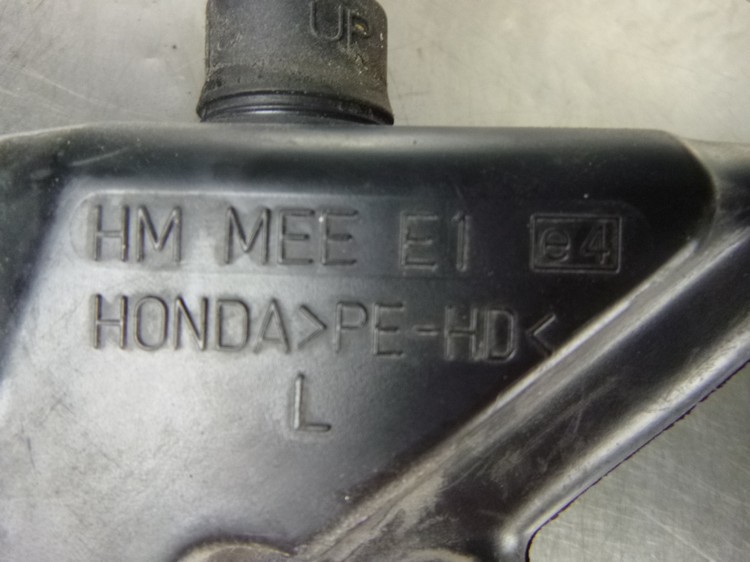 UP
HM MEE E1 e4
HONDA>PE-HD<
L